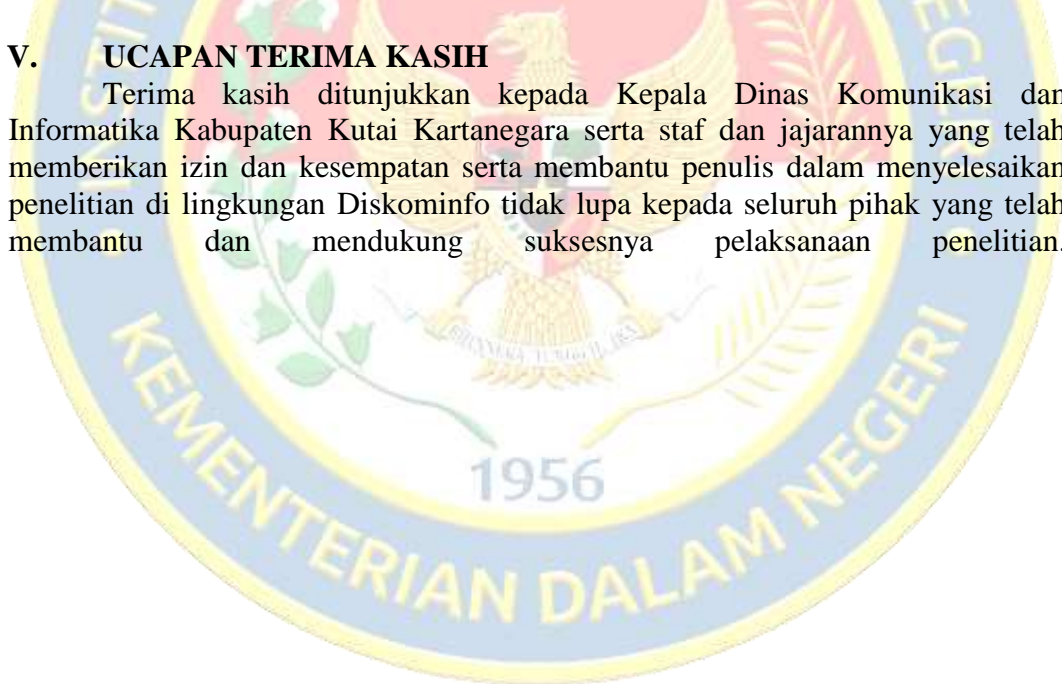 V. UCAPAN TERIMA KASIH
Terima kasih ditunjukkan kepada Kepala Dinas Komunikasi dan
Informatika Kabupaten Kutai Kartanegara serta staf dan jajarannya yang telah
memberikan izin dan kesempatan serta membantu penulis dalam menyelesaikan
penelitian di lingkungan Diskominfo tidak lupa kepada seluruh pihak yang telah
membantu dan mendukung suksesnya pelaksanaan penelitian.
1956
KEMENTERIAN DALAM NEGERI